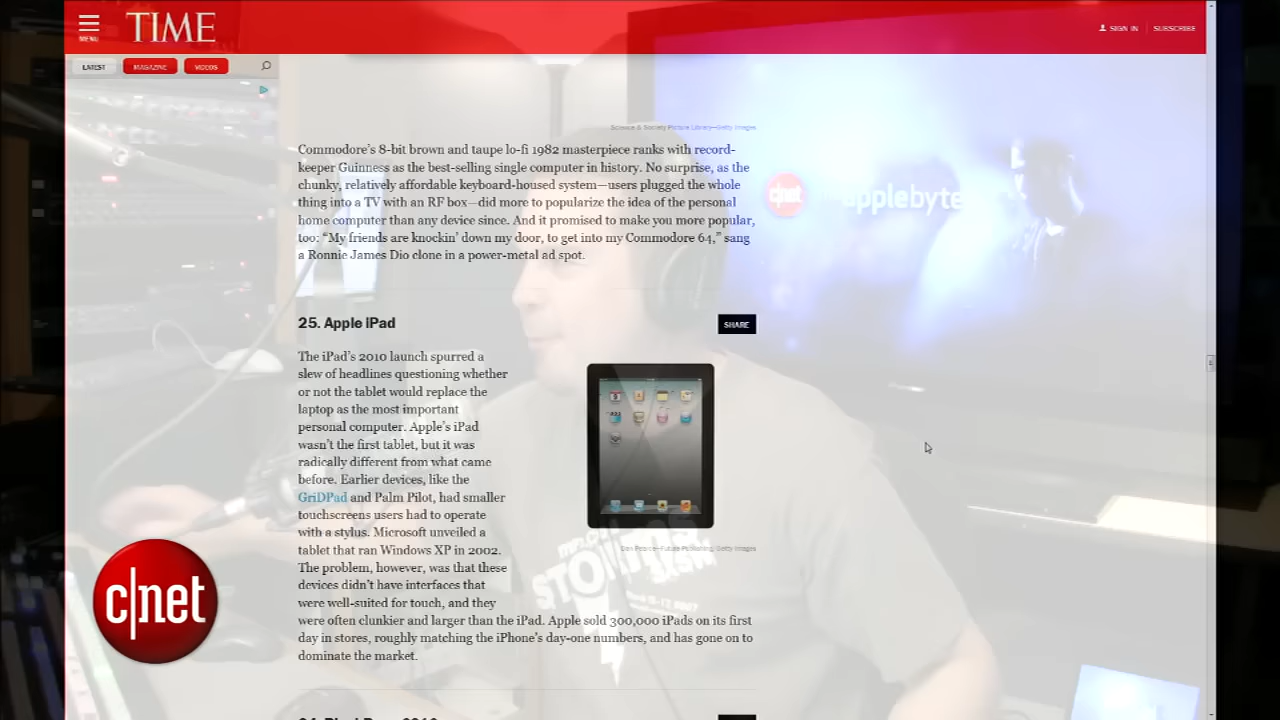 TIME
MENU
SIGN IN
SUBSCRIBE
LATEST
MAGAZINE
VIDEOS
Science & Society Picture Library—Getty Images
Commodore's 8-bit brown and taupe lo-fi 1982 masterpiece ranks with record-
keeper Guinness as the best-selling single computer in history. No surprise, as the
chunky, relatively affordable keyboard-housed system—users plugged the whole
thing into a TV with an RF box—did more to popularize the idea of the personal
home computer than any device since. And it promised to make you more popular,
too: “My friends are knockin' down my door, to get into my Commodore 64,” sang
a Ronnie James Dio clone in a power-metal ad spot.
cnet
applebyte
25. Apple iPad
SHARE
The iPad's 2010 launch spurred a
slew of headlines questioning whether
or not the tablet would replace the
laptop as the most important
personal computer. Apple's iPad
wasn't the first tablet, but it was
radically different from what came
before. Earlier devices, like the
GriDPad and Palm Pilot, had smaller
touchscreens users had to operate
with a stylus. Microsoft unveiled a
tablet that ran Windows XP in 2002.
The problem, however, was that these
devices didn't have interfaces that
were well-suited for touch, and they
were often clunkier and larger than the iPad. Apple sold 300,000 iPads on its first
day in stores, roughly matching the iPhone's day-one numbers, and has gone on to
dominate the market.
c|net